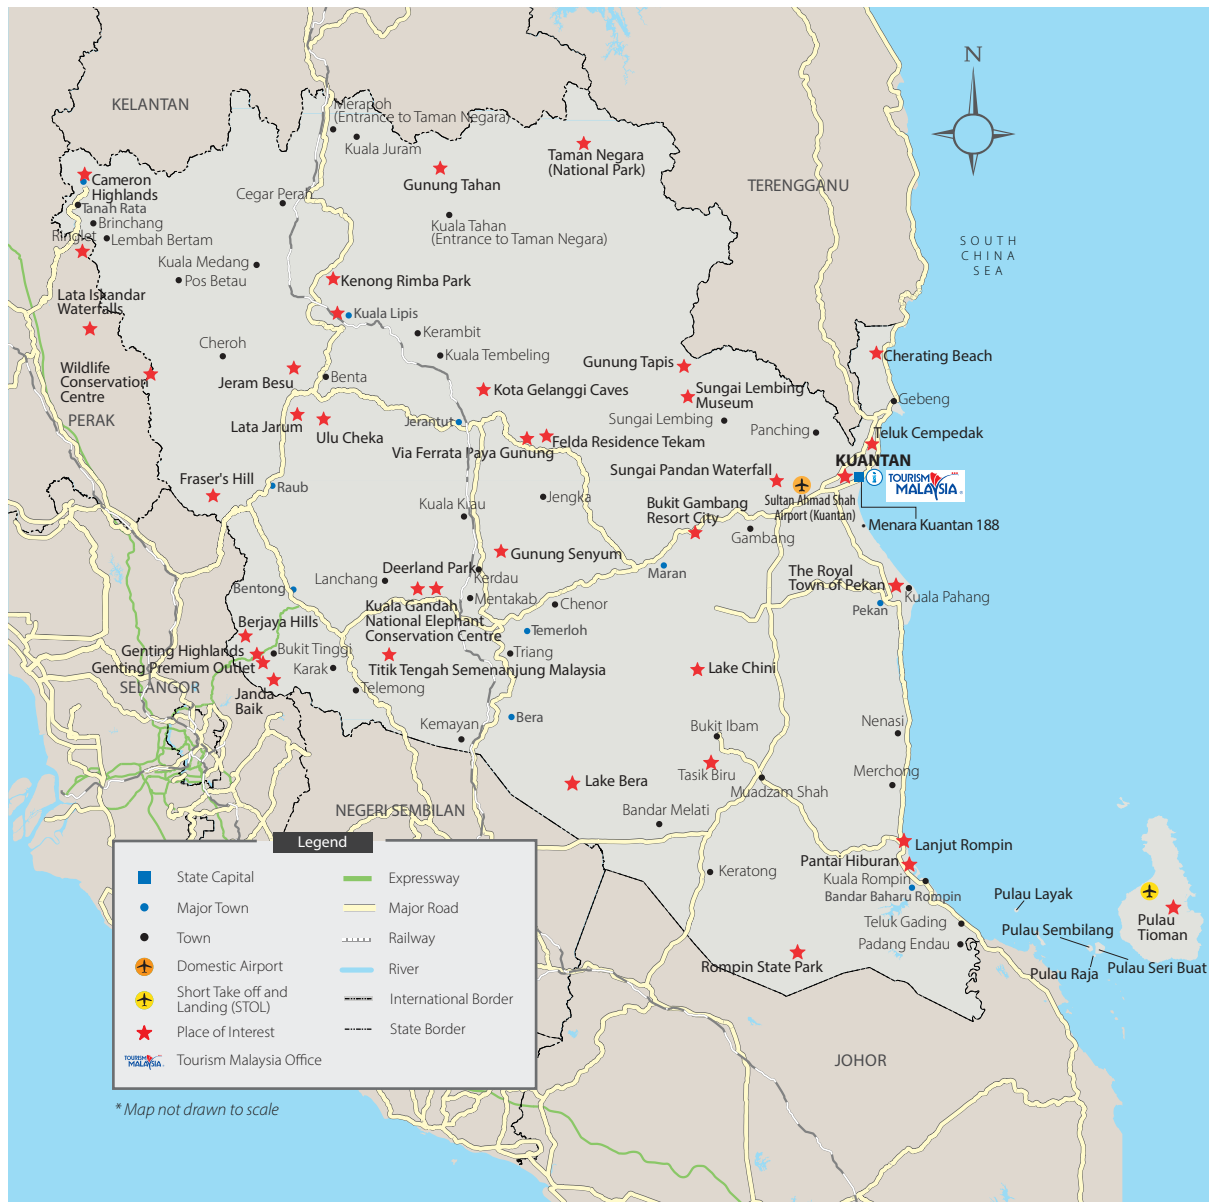 N
KELANTAN
Merapoh
(Entrance to Taman Negara)
Kuala Juram
Taman Negara
(National Park)
Gunung Tahan
TERENGGANU
Cameron
Highlands
Tanah Rata
Brinchang
Ringlet
Lembah Bertam
Cegar Perah
Kuala Tahan
(Entrance to Taman Negara)
SOUTH
CHINA
SEA
Kuala Medang
Pos Betau
Kenong Rimba Park
Lata Iskandar
Waterfalls
Kuala Lipis
Kerambit
Cheroh
Kuala Tembeling
Gunung Tapis
Cherating Beach
Wildlife
Conservation
Centre
Jeram Besu
Benta
Kota Gelanggi Caves
Sungai Lembing
Museum
Gebeng
PERAK
Lata Jarum
Ulu Cheka
Jerantut
Sungai Lembing
Panching
Teluk Cempedak
Via Ferrata Paya Gunung
Felda Residence Tekam
KUANTAN
Sungai Pandan Waterfall
TOURISM
MALAYSIA
Fraser's Hill
Raub
Kuala Krau
Jengka
Bukit Gambang
Resort City
Sultan Ahmad Shah
Airport (Kuantan)
Menara Kuantan 188
Gambang
Gunung Senyum
Deerland Park
Lanchang
Kerdau
Maran
The Royal
Town of Pekan
Kuala Pahang
Bentong
Kuala Gandah
National Elephant
Conservation Centre
Mentakab
Chenor
Pekan
Berjaya Hills
Temerloh
Genting Highlands
Bukit Tinggi
Triang
Genting Premium Outlet
Karak
Titik Tengah Semenanjung Malaysia
Lake Chini
SELANGOR
Janda
Baik
Telemong
Kemayan
Bera
Bukit Ibam
Nenasi
Lake Bera
Tasik Biru
Merchong
Muadzam Shah
NEGERI SEMBILAN
Bandar Melati
Lanjut Rompin
Pantai Hiburan
Keratong
Kuala Rompin
Bandar Baharu Rompin
Pulau Layak
Teluk Gading
Pulau Sembilang
Pulau
Tioman
Padang Endau
Rompin State Park
Pulau Raja
Pulau Seri Buat
JOHOR
Legend
State Capital
Major Town
Town
Domestic Airport
Short Take off and
Landing (STOL)
Place of Interest
TOURISM
MALAYSIA
Tourism Malaysia Office
Expressway
Major Road
Railway
River
International Border
State Border
* Map not drawn to scale